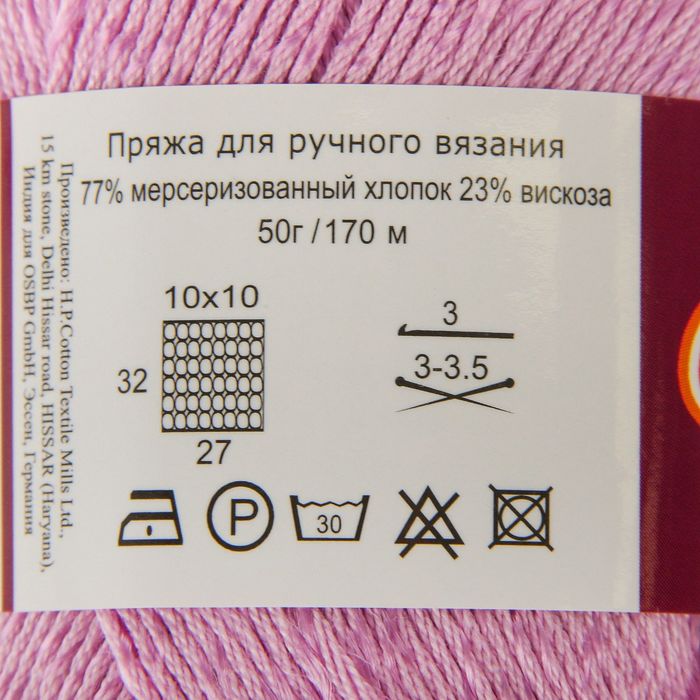 Пряжа для ручного вязания
77% мерсеризованный хлопок 23% вискоза
50г/170 м
10x10
32
27
3
3-3.5
P
30
Произведено: H.P.Cotton Textile Mills Ltd.,
15 km stone, Delhi Hissar road, HISSAR (Haryana),
Индия для OSBP GmbH, Эссен, Германия